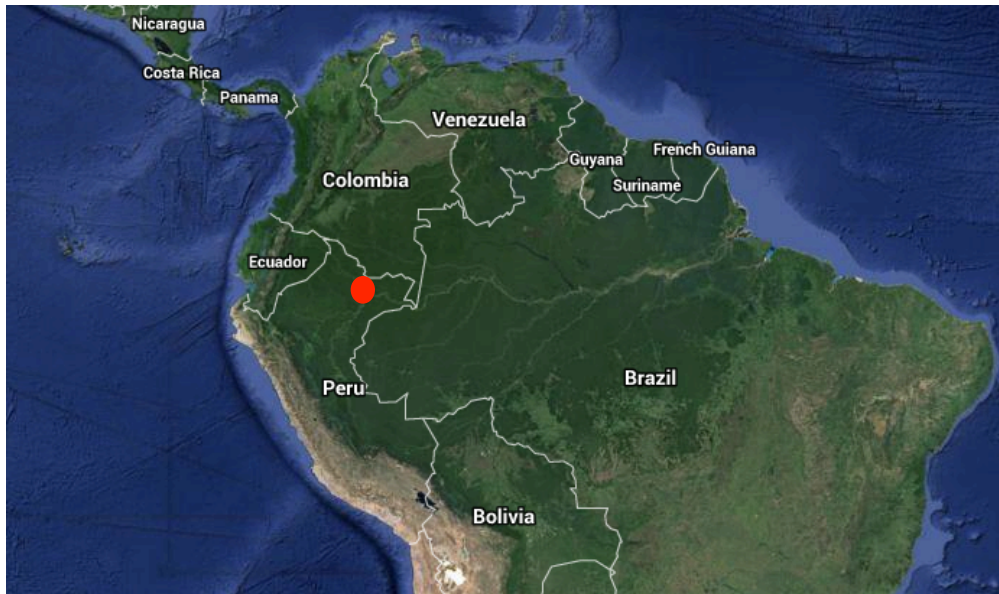 Nicaragua
Costa Rica
Panama
Venezuela
Guyana
French Guiana
Suriname
Colombia
Ecuador
Peru
Brazil
Bolivia